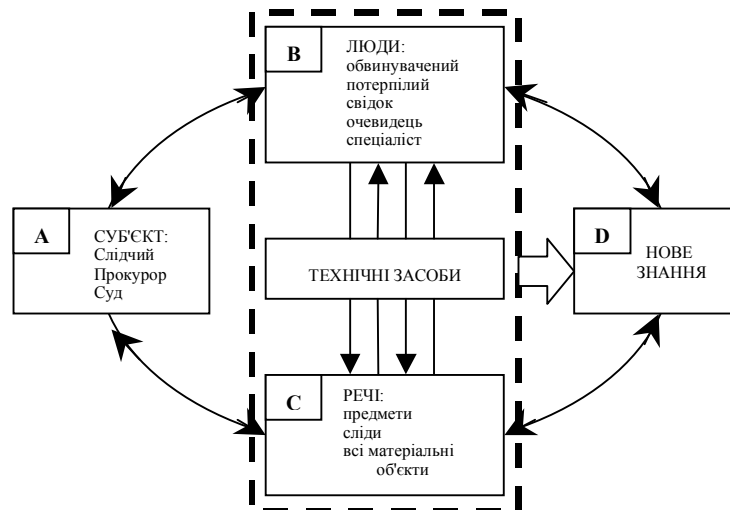 B
ЛЮДИ:
обвинувачений
потерпілий
свідок
очевидець
спеціаліст
A
СУБ'ЄКТ:
Слідчий
Прокурор
Суд
ТЕХНІЧНІ ЗАСОБИ
D
НОВЕ
ЗНАННЯ
C
РЕЧІ:
предмети
сліди
всі матеріальні
об'єкти